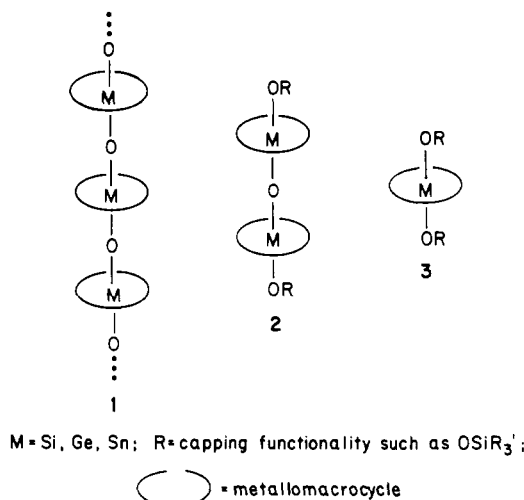 O
M
O
M
O
M
O
1
OR
M
O
M
OR
2
OR
M
OR
3
M = Si, Ge, Sn; R = capping functionality such as OSiR₃';
= metallomacrocycle